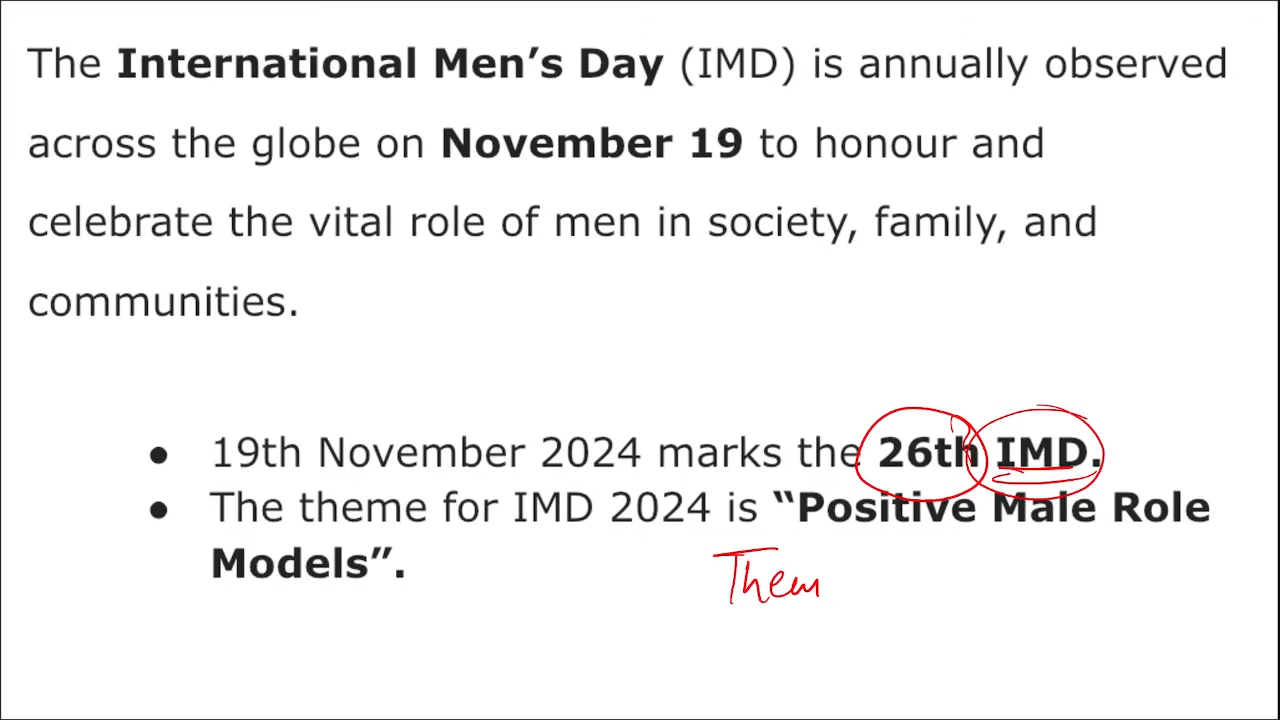 The International Men’s Day (IMD) is annually observed
across the globe on November 19 to honour and
celebrate the vital role of men in society, family, and
communities.
● 19th November 2024 marks the 26th IMD.
● The theme for IMD 2024 is “Positive Male Role
Models”.
Them